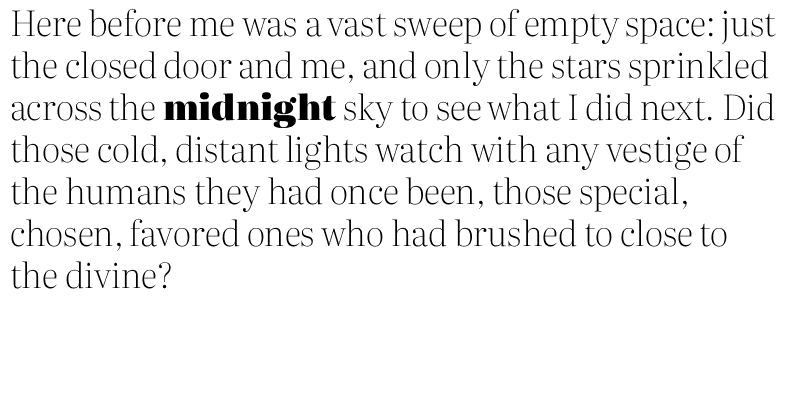 Here before me was a vast sweep of empty space: just
the closed door and me, and only the stars sprinkled
across the midnight sky to see what I did next. Did
those cold, distant lights watch with any vestige of
the humans they had once been, those special,
chosen, favored ones who had brushed to close to
the divine?